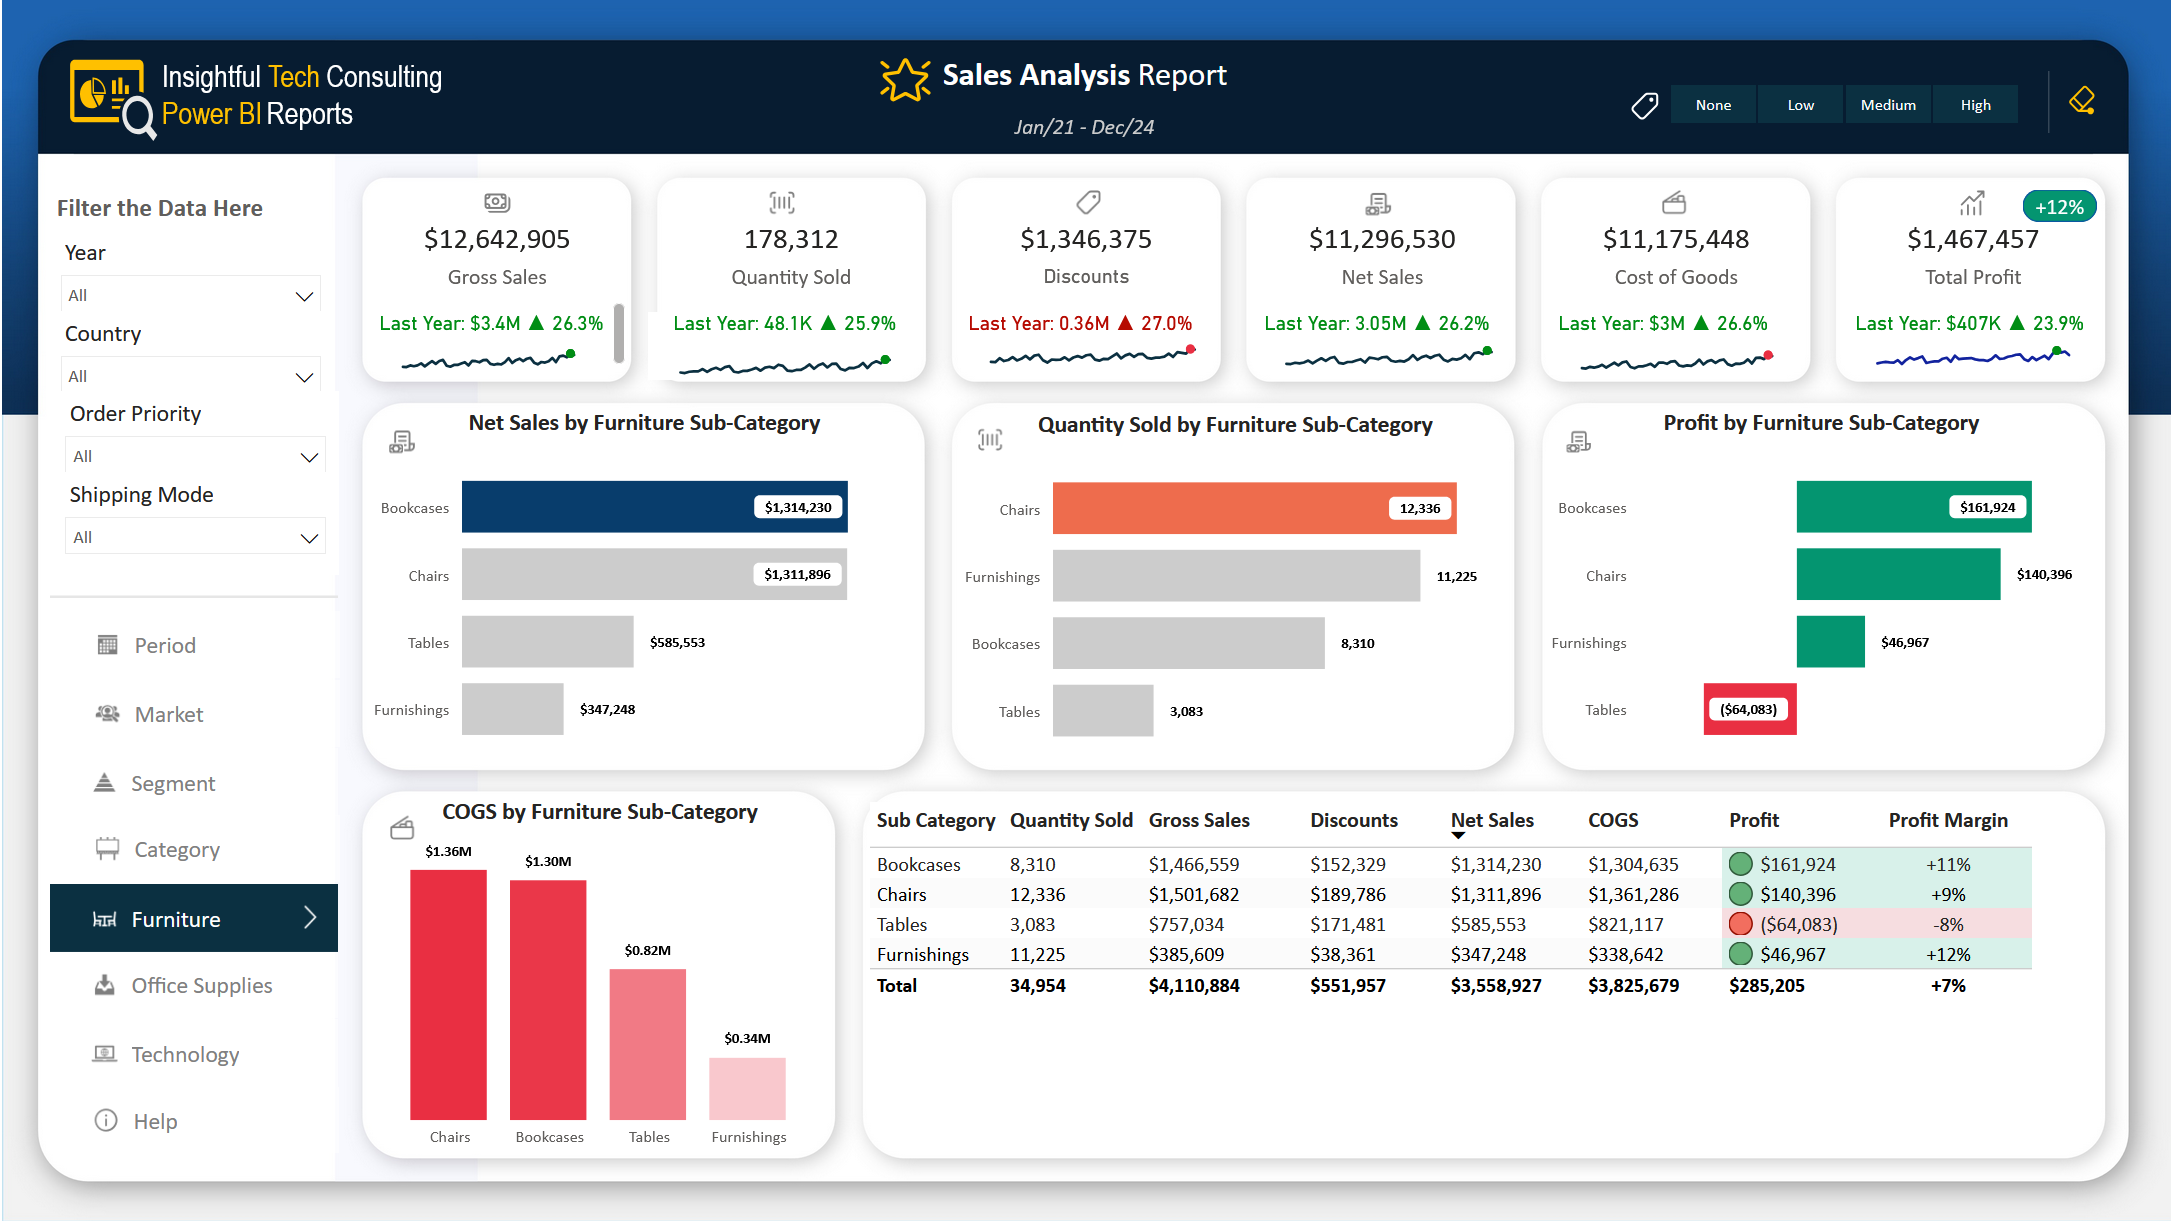 Insightful Tech Consulting
Power BI Reports
Sales Analysis Report
Jan/21 - Dec/24
None
Low
Medium
High
Filter the Data Here
Year
All
Country
All
Order Priority
All
Shipping Mode
All
Period
Market
Segment
Category
Furniture
Office Supplies
Technology
Help
$12,642,905
Gross Sales
Last Year: $3.4M ▲ 26.3%
178,312
Quantity Sold
Last Year: 48.1K ▲ 25.9%
$1,346,375
Discounts
Last Year: 0.36M ▲ 27.0%
$11,296,530
Net Sales
Last Year: 3.05M ▲ 26.2%
$11,175,448
Cost of Goods
Last Year: $3M ▲ 26.6%
+12%
$1,467,457
Total Profit
Last Year: $407K ▲ 23.9%
Net Sales by Furniture Sub-Category
Bookcases $1,314,230
Chairs $1,311,896
Tables $585,553
Furnishings $347,248
Quantity Sold by Furniture Sub-Category
Chairs 12,336
Furnishings 11,225
Bookcases 8,310
Tables 3,083
Profit by Furniture Sub-Category
Bookcases $161,924
Chairs $140,396
Furnishings $46,967
Tables ($64,083)
COGS by Furniture Sub-Category
$1.36M $1.30M $0.82M $0.34M
Chairs Bookcases Tables Furnishings
Sub Category Quantity Sold Gross Sales Discounts Net Sales COGS Profit Profit Margin
Bookcases 8,310 $1,466,559 $152,329 $1,314,230 $1,304,635 $161,924 +11%
Chairs 12,336 $1,501,682 $189,786 $1,311,896 $1,361,286 $140,396 +9%
Tables 3,083 $757,034 $171,481 $585,553 $821,117 ($64,083) -8%
Furnishings 11,225 $385,609 $38,361 $347,248 $338,642 $46,967 +12%
Total 34,954 $4,110,884 $551,957 $3,558,927 $3,825,679 $285,205 +7%